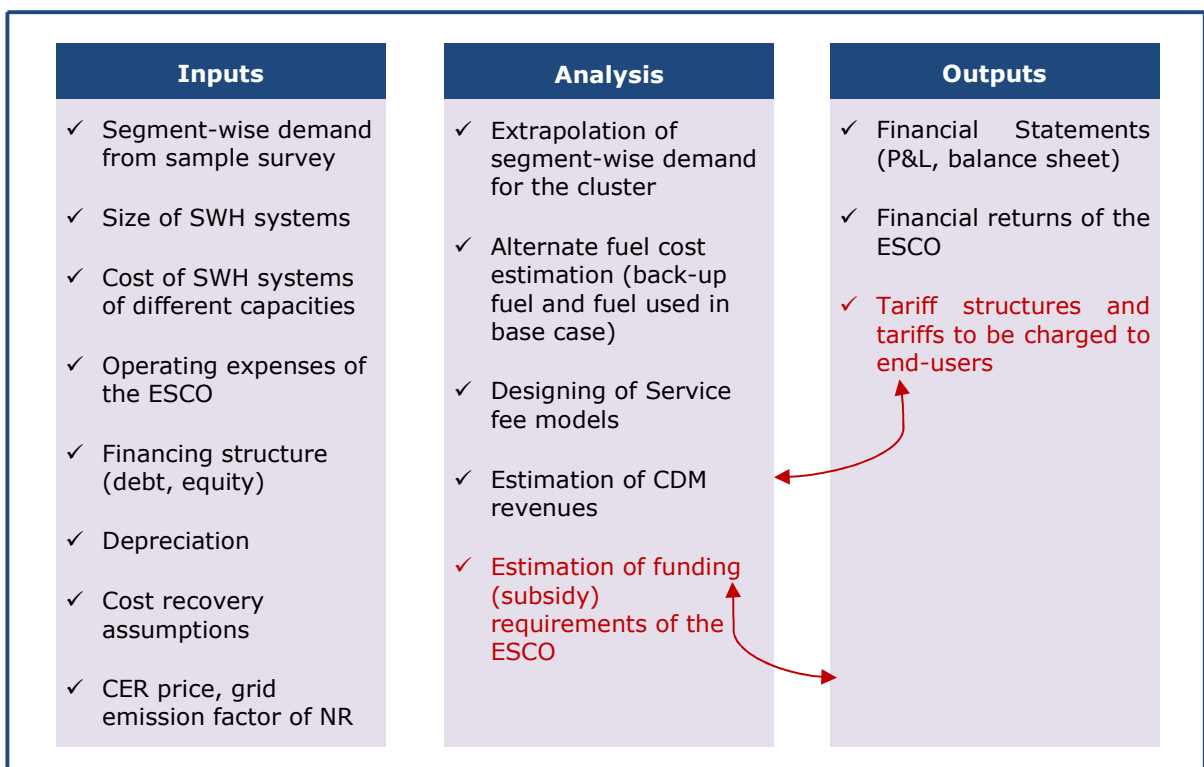 Inputs
✓ Segment-wise demand
from sample survey
✓ Size of SWH systems
✓ Cost of SWH systems
of different capacities
✓ Operating expenses of
the ESCO
✓ Financing structure
(debt, equity)
✓ Depreciation
✓ Cost recovery
assumptions
✓ CER price, grid
emission factor of NR
Analysis
✓ Extrapolation of
segment-wise demand
for the cluster
✓ Alternate fuel cost
estimation (back-up
fuel and fuel used in
base case)
✓ Designing of Service
fee models
✓ Estimation of CDM
revenues
✓ Estimation of funding
(subsidy)
requirements of the
ESCO
Outputs
✓ Financial Statements
(P&L, balance sheet)
✓ Financial returns of the
ESCO
✓ Tariff structures and
tariffs to be charged to
end-users